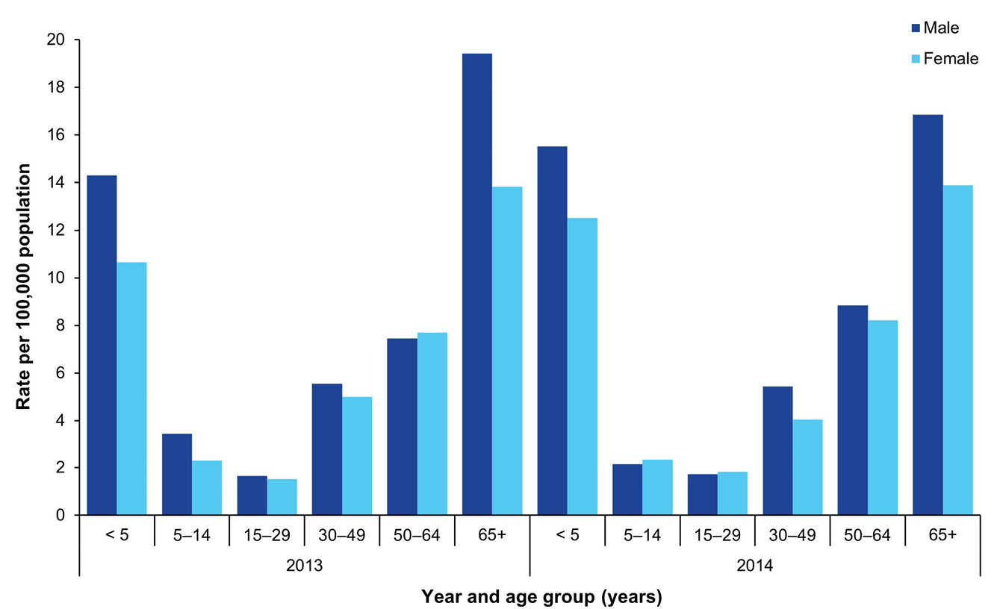 Male
Female
Rate per 100,000 population
20
18
16
14
12
10
8
6
4
2
0
< 5 5–14 15–29 30–49 50–64 65+ < 5 5–14 15–29 30–49 50–64 65+
2013 2014
Year and age group (years)